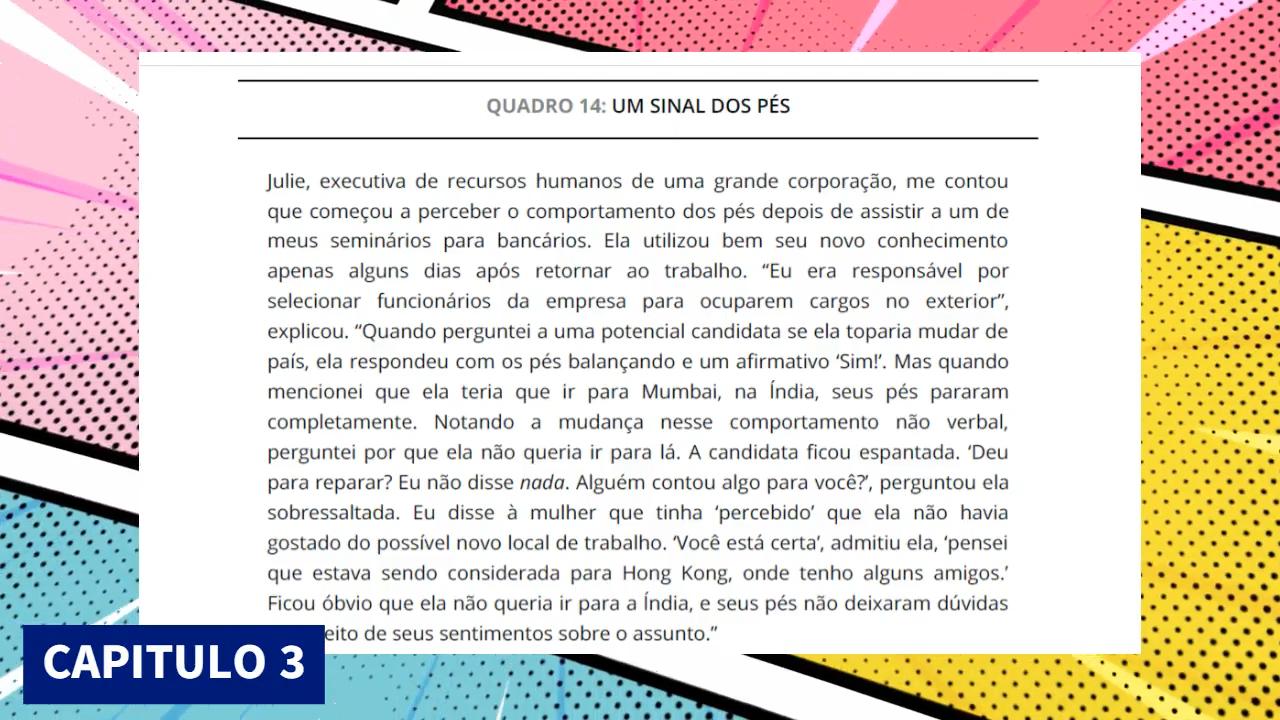 QUADRO 14: UM SINAL DOS PÉS
Julie, executiva de recursos humanos de uma grande corporação, me contou
que começou a perceber o comportamento dos pés depois de assistir a um de
meus seminários para bancários. Ela utilizou bem seu novo conhecimento
apenas alguns dias após retornar ao trabalho. “Eu era responsável por
selecionar funcionários da empresa para ocuparem cargos no exterior”,
explicou. “Quando perguntei a uma potencial candidata se ela toparia mudar de
país, ela respondeu com os pés balançando e um afirmativo ‘Sim!’. Mas quando
mencionei que ela teria que ir para Mumbai, na Índia, seus pés pararam
completamente. Notando a mudança nesse comportamento não verbal,
perguntei por que ela não queria ir para lá. A candidata ficou espantada. ‘Deu
para reparar? Eu não disse nada. Alguém contou algo para você?’, perguntou ela
sobressaltada. Eu disse à mulher que tinha ‘percebido’ que ela não havia
gostado do possível novo local de trabalho. ‘Você está certa’, admitiu ela, ‘pensei
que estava sendo considerada para Hong Kong, onde tenho alguns amigos.’
Ficou óbvio que ela não queria ir para a Índia, e seus pés não deixaram dúvidas
eito de seus sentimentos sobre o assunto.”
CAPITULO 3